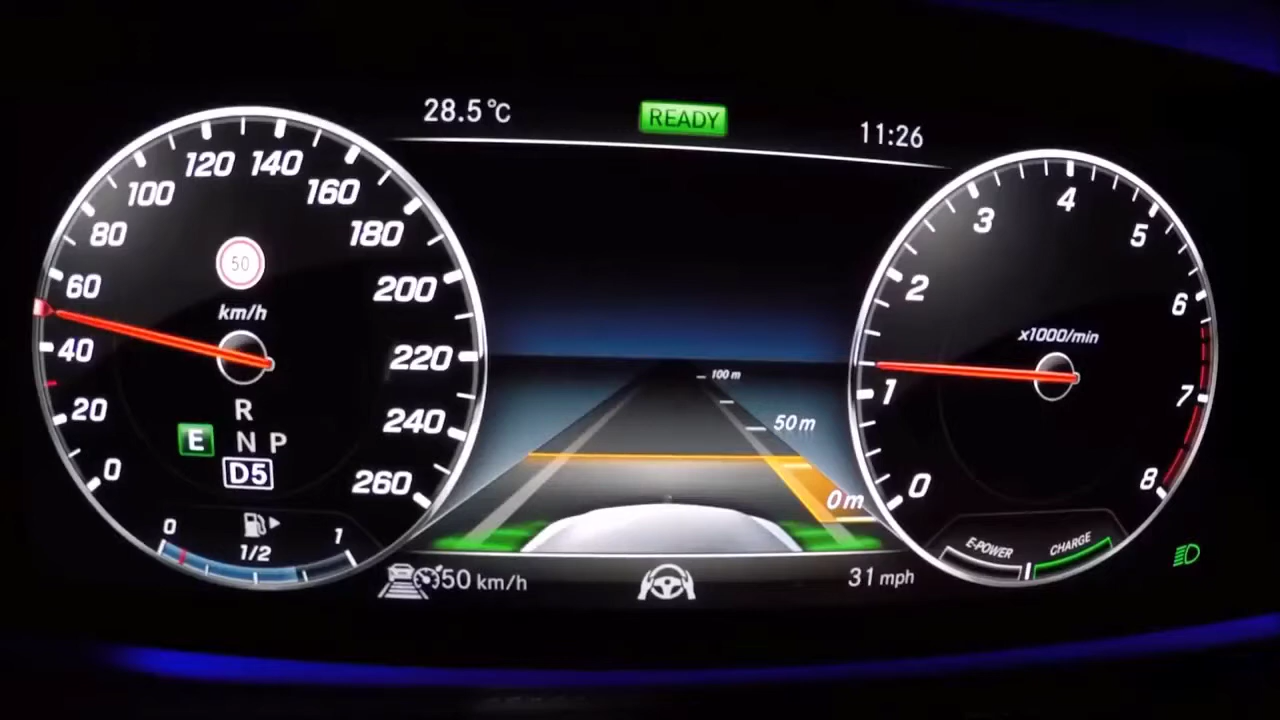 28.5°C
READY
11:26
0
20
40
60
80
100
120
140
160
180
200
220
240
260
50
km/h
R
E N P
D5
0 1/2 1
100 m
50 m
0 m
50 km/h
31 mph
0
1
2
3
4
5
6
7
8
x1000/min
E-POWER
CHARGE